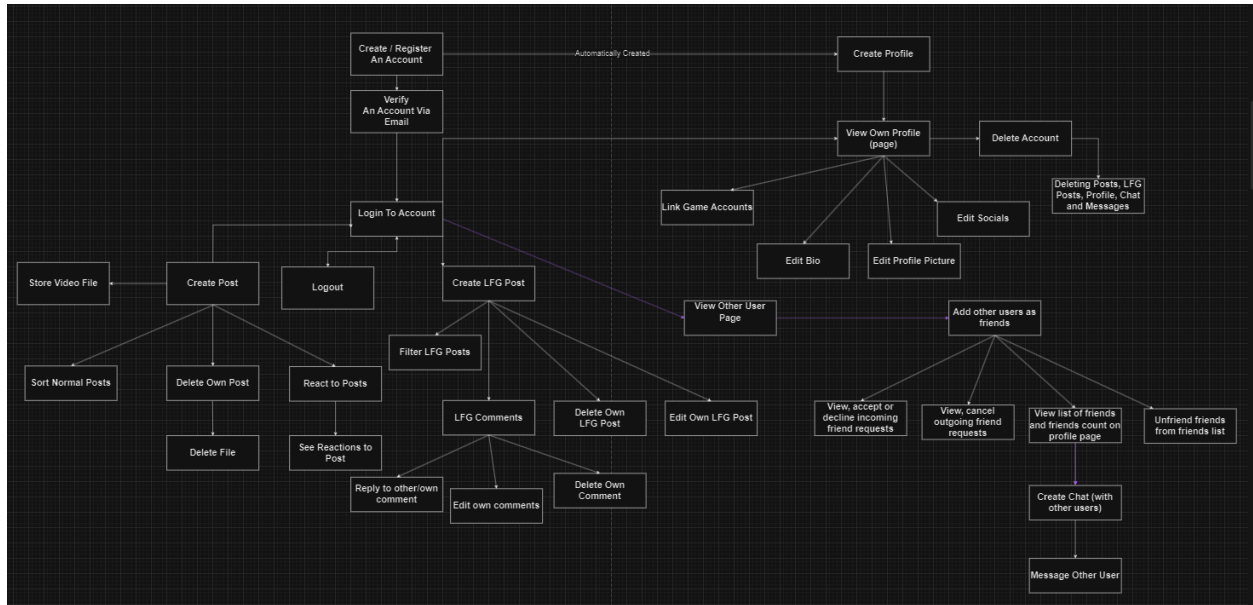 Create / Register
An Account
Automatically Created
Create Profile
Verify
An Account Via
Email
View Own Profile
(page)
Delete Account
Deleting Posts, LFG
Posts, Profile, Chat
and Messages
Link Game Accounts
Edit Socials
Login To Account
Edit Bio
Edit Profile Picture
Store Video File
Create Post
Logout
Create LFG Post
View Other User
Page
Add other users as
friends
Filter LFG Posts
Sort Normal Posts
Delete Own Post
React to Posts
LFG Comments
Delete Own
LFG Post
Edit Own LFG Post
View, accept or
decline incoming
friend requests
View, cancel
outgoing friend
requests
View list of friends
and friends count on
profile page
Unfriend friends
from friends list
Delete File
See Reactions to
Post
Reply to other/own
comment
Edit own comments
Delete Own
Comment
Create Chat (with
other users)
Message Other User